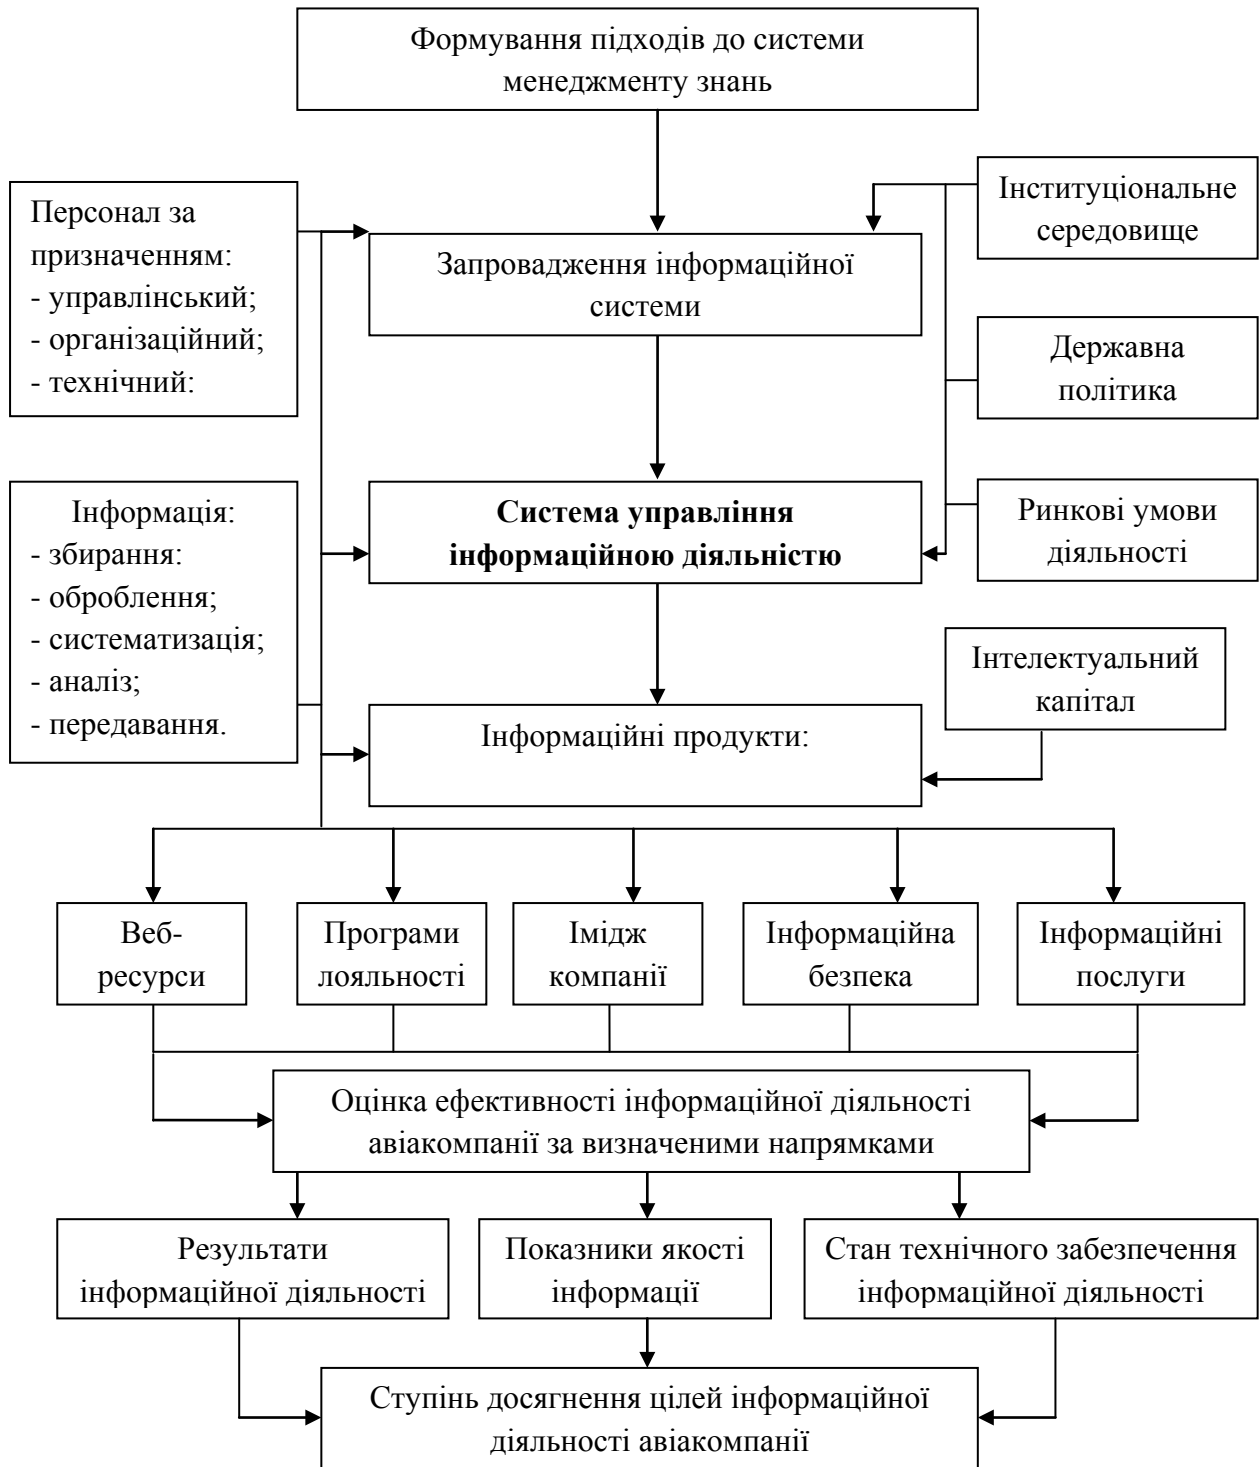 Формування підходів до системи
менеджменту знань
Персонал за
призначенням:
- управлінський;
- організаційний;
- технічний:
Запровадження інформаційної
системи
Інституціональне
середовище
Державна
політика
Інформація:
- збирання:
- оброблення;
- систематизація;
- аналіз;
- передавання.
Система управління
інформаційною діяльністю
Ринкові умови
діяльності
Інтелектуальний
капітал
Інформаційні продукти:
Веб-
ресурси
Програми
лояльності
Імідж
компанії
Інформаційна
безпека
Інформаційні
послуги
Оцінка ефективності інформаційної діяльності
авіакомпанії за визначеними напрямками
Результати
інформаційної діяльності
Показники якості
інформації
Стан технічного забезпечення
інформаційної діяльності
Ступінь досягнення цілей інформаційної
діяльності авіакомпанії